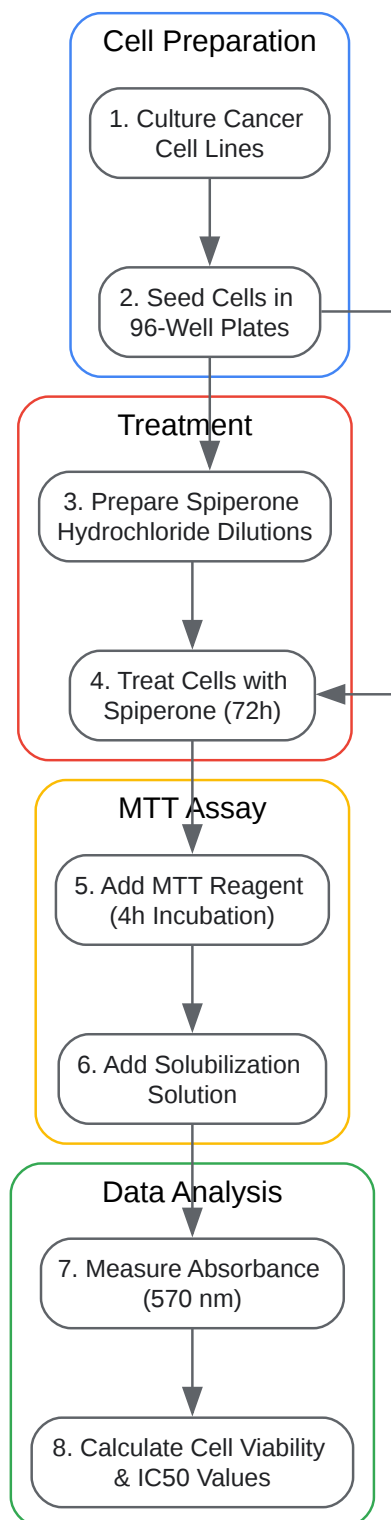 Cell Preparation
1. Culture Cancer
Cell Lines
2. Seed Cells in
96-Well Plates
Treatment
3. Prepare Spiperone
Hydrochloride Dilutions
4. Treat Cells with
Spiperone (72h)
MTT Assay
5. Add MTT Reagent
(4h Incubation)
6. Add Solubilization
Solution
Data Analysis
7. Measure Absorbance
(570 nm)
8. Calculate Cell Viability
& IC50 Values